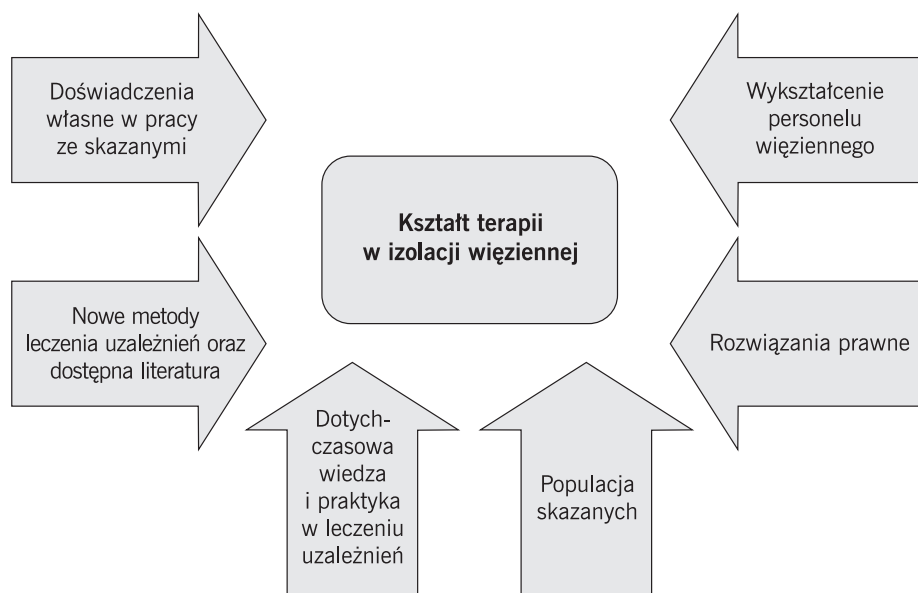 Doświadczenia
własne w pracy
ze skazanymi
Wykształcenie
personelu
więziennego
Kształt terapii
w izolacji więziennej
Nowe metody
leczenia uzależnień oraz
dostępna literatura
Rozwiązania prawne
Dotych-
czasowa
wiedza
i praktyka
w leczeniu
uzależnień
Populacja
skazanych